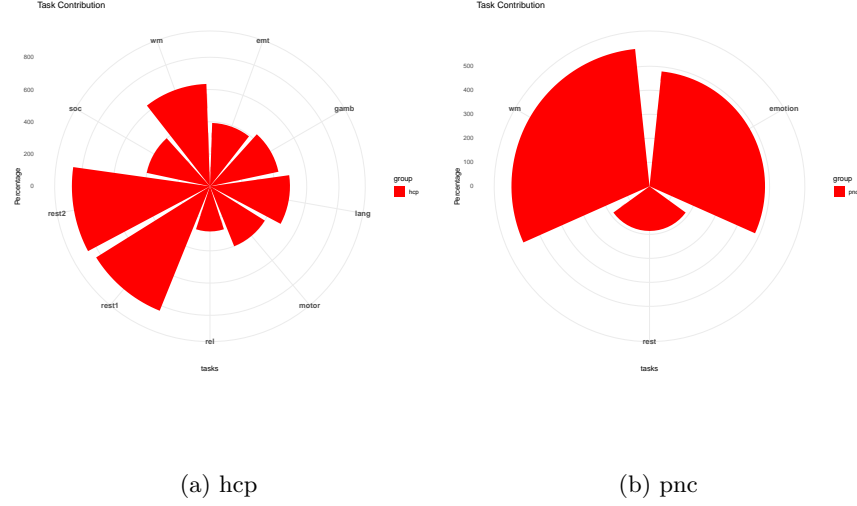 Task Contribution
wm
emt
800
600
soc
gamb
400
200
0
Percentage
group
hcp
rest2
lang
rest1
motor
rel
tasks
(a) hcp
Task Contribution
500
400
wm
emotion
300
200
100
0
Percentage
group
pnc
rest
tasks
(b) pnc